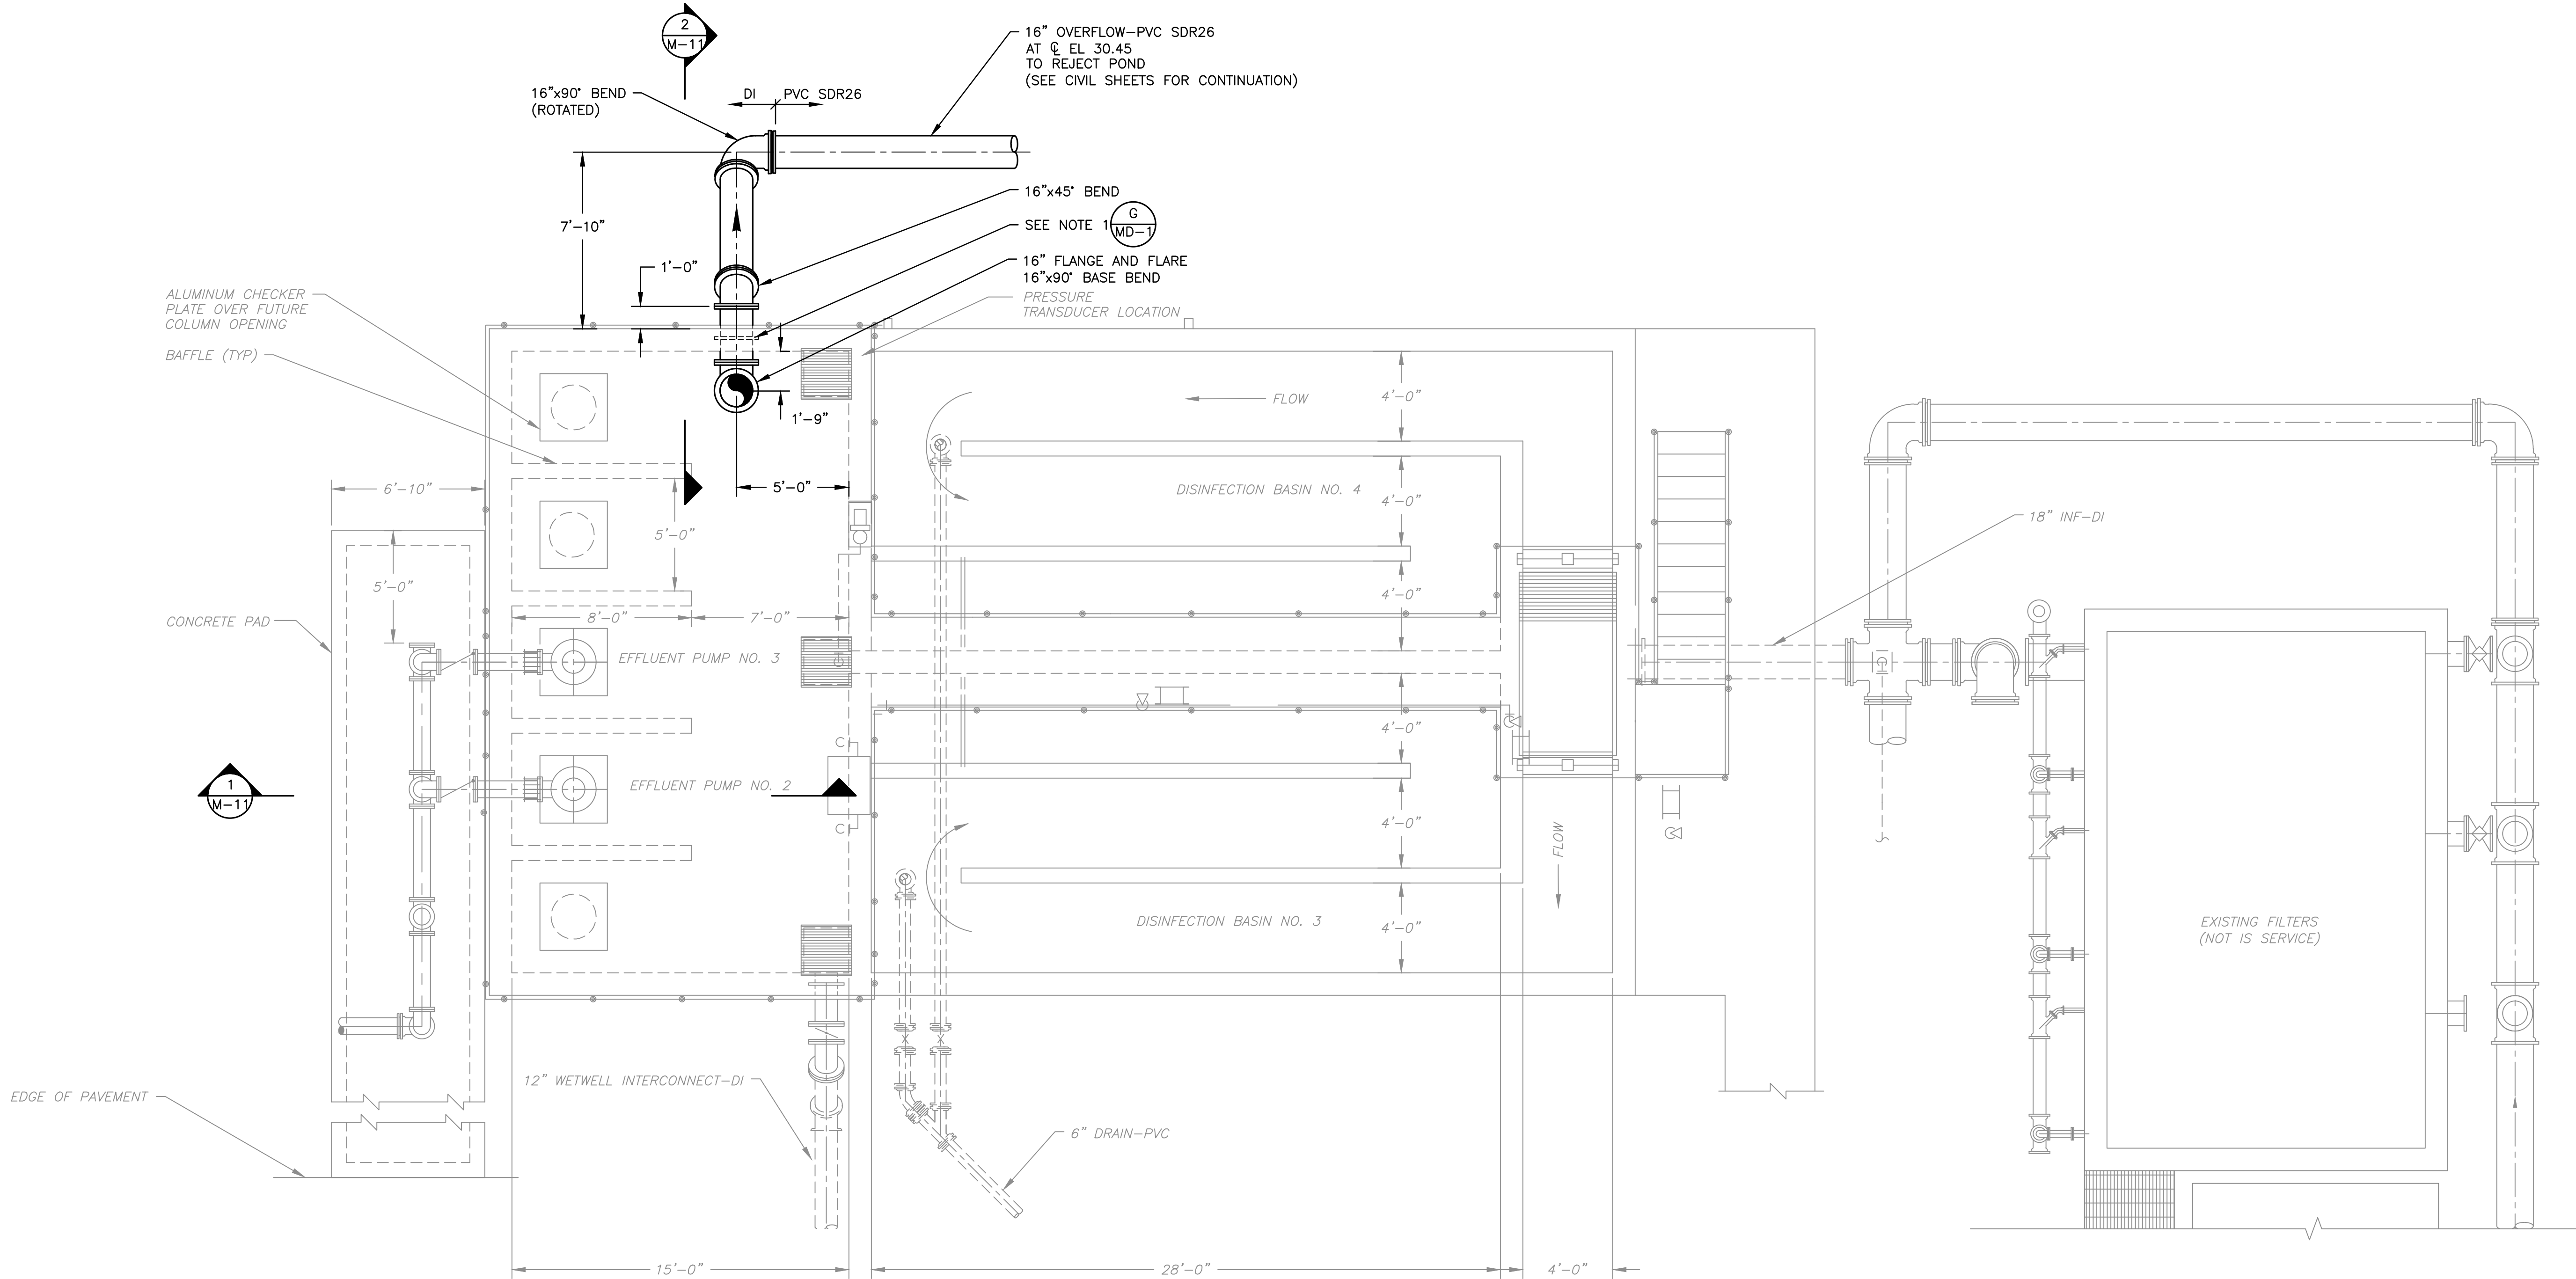 2
M-11
16" OVERFLOW-PVC SDR26
AT ℄ EL 30.45
TO REJECT POND
(SEE CIVIL SHEETS FOR CONTINUATION)
16"x90° BEND
(ROTATED)
DI
PVC SDR26
7'-10"
1'-0"
16"x45° BEND
SEE NOTE 1
G
MD-1
16" FLANGE AND FLARE
16"x90° BASE BEND
PRESSURE
TRANSDUCER LOCATION
ALUMINUM CHECKER
PLATE OVER FUTURE
COLUMN OPENING
BAFFLE (TYP)
1'-9"
FLOW
4'-0"
6'-10"
5'-0"
DISINFECTION BASIN NO. 4
4'-0"
5'-0"
18" INF-DI
5'-0"
4'-0"
CONCRETE PAD
8'-0"
7'-0"
EFFLUENT PUMP NO. 3
4'-0"
1
M-11
EFFLUENT PUMP NO. 2
4'-0"
FLOW
DISINFECTION BASIN NO. 3
4'-0"
EXISTING FILTERS
(NOT IS SERVICE)
12" WETWELL INTERCONNECT-DI
EDGE OF PAVEMENT
6" DRAIN-PVC
15'-0"
28'-0"
4'-0"